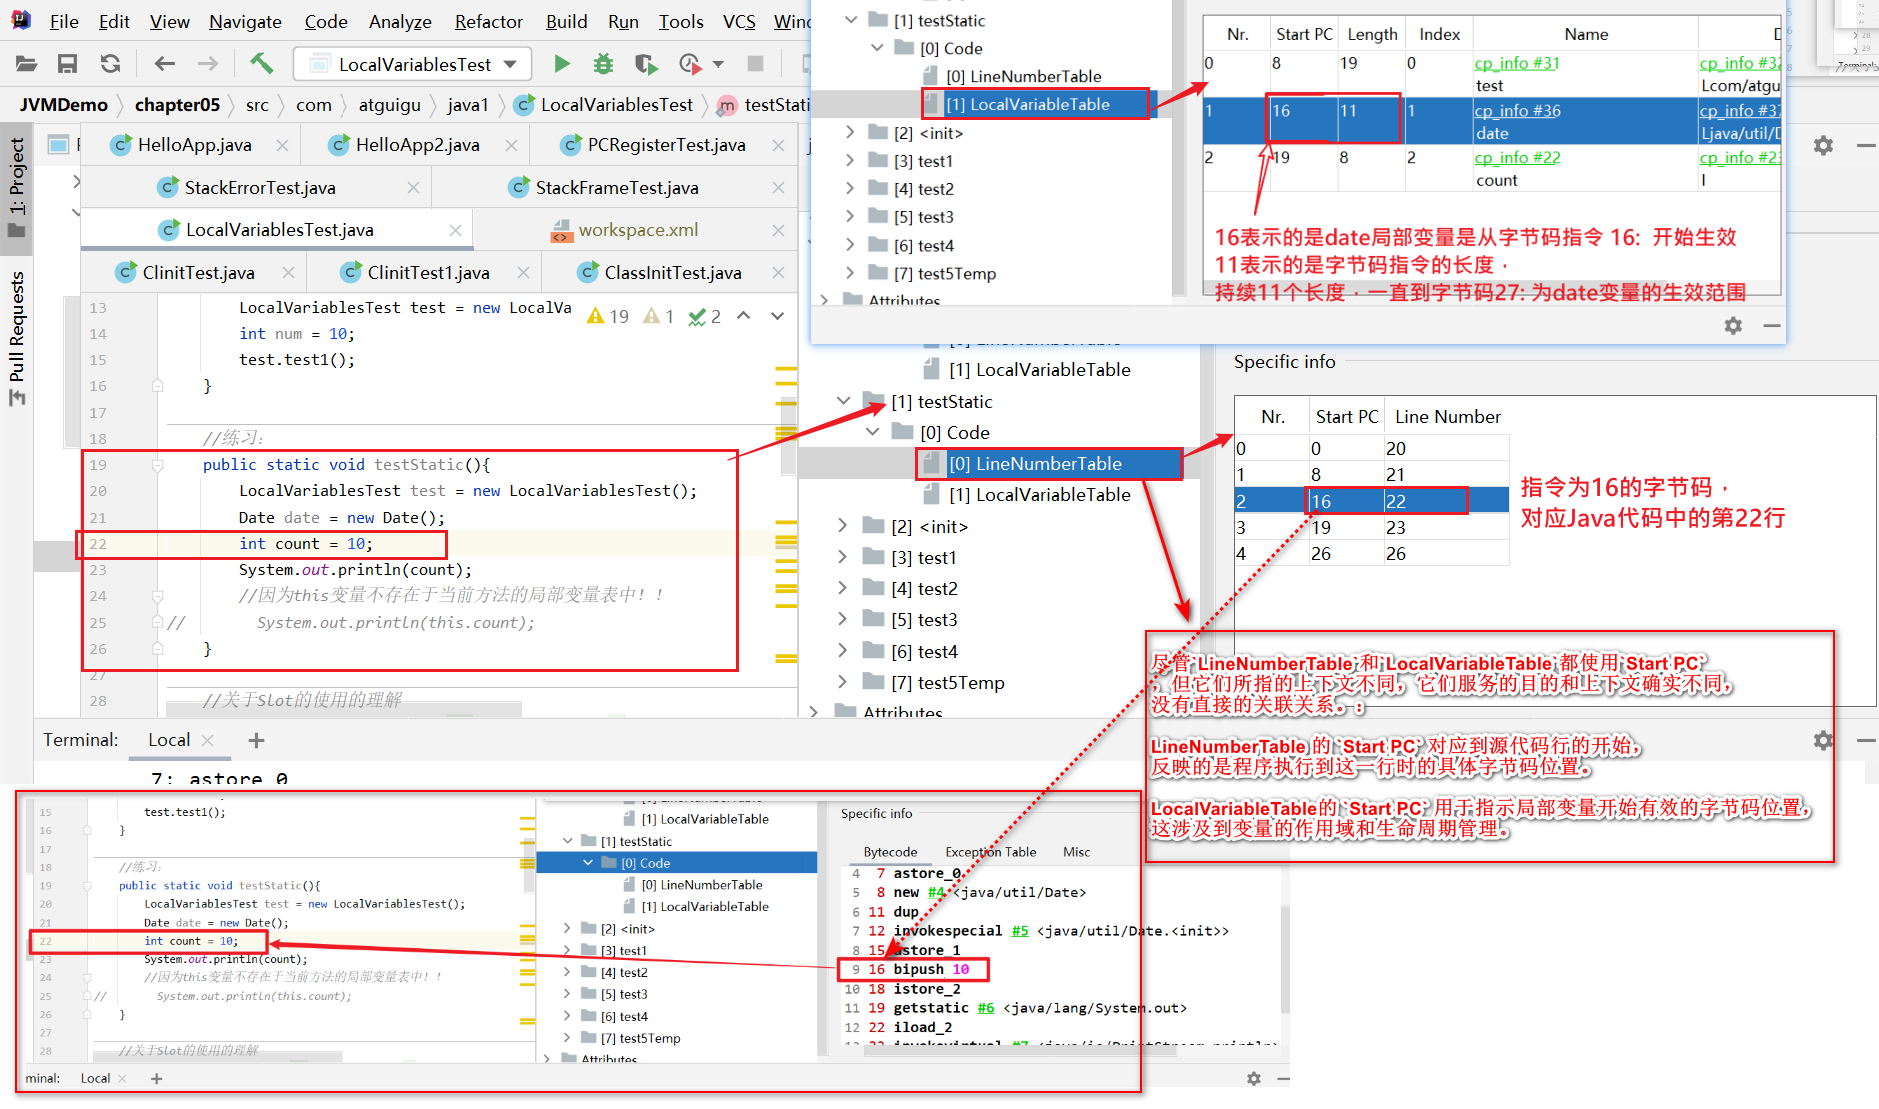 File Edit View Navigate Code Analyze Refactor Build Run Tools VCS Wind
LocalVariablesTest
JVMDemo chapter05 src com atguigu java1 LocalVariablesTest testStati
1: Project
Pull Requests
HelloApp.java HelloApp2.java PCRegisterTest.java
StackErrorTest.java StackFrameTest.java
LocalVariablesTest.java workspace.xml
ClinitTest.java ClinitTest1.java ClassInitTest.java
19 1 2
13 LocalVariablesTest test = new LocalVa
14 int num = 10;
15 test.test1();
16 }
17
18 //练习:
19 public static void testStatic(){
20 LocalVariablesTest test = new LocalVariablesTest();
21 Date date = new Date();
22 int count = 10;
23 System.out.println(count);
24 //因为this变量不存在于当前方法的局部变量表中！！
25 // System.out.println(this.count);
26 }
27
28 //关于Slot的使用的理解
Terminal: Local +
7: astore_0
[1] testStatic
[0] Code
[0] LineNumberTable
[1] LocalVariableTable
[2] <init>
[3] test1
[4] test2
[5] test3
[6] test4
[7] test5Temp
Attributes
Nr. Start PC Length Index Name D
0 8 19 0 cp_info #31 cp_info #32
test Lcom/atgu
1 16 11 1 cp_info #36 cp_info #37
date Ljava/util/D
2 19 8 2 cp_info #22 cp_info #23
count I
16表示的是date局部变量是从字节码指令 16: 开始生效
11表示的是字节码指令的长度，
持续11个长度，一直到字节码27: 为date变量的生效范围
[0] LineNumberTable
[1] LocalVariableTable
[1] testStatic
[0] Code
[0] LineNumberTable
[1] LocalVariableTable
[2] <init>
[3] test1
[4] test2
[5] test3
[6] test4
[7] test5Temp
Attributes
Specific info
Nr. Start PC Line Number
0 0 20
1 8 21
2 16 22
3 19 23
4 26 26
指令为16的字节码，
对应Java代码中的第22行
尽管`LineNumberTable`和`LocalVariableTable`都使用`Start PC`
，但它们所指的上下文不同，它们服务的目的和上下文确实不同，
没有直接的关联关系。:
LineNumberTable 的 `Start PC` 对应到源代码行的开始，
反映的是程序执行到这一行时的具体字节码位置。
LocalVariableTable的 `Start PC` 用于指示局部变量开始有效的字节码位置，
这涉及到变量的作用域和生命周期管理。
15 test.test1();
16 }
17
18 //练习:
19 public static void testStatic(){
20 LocalVariablesTest test = new LocalVariablesTest();
21 Date date = new Date();
22 int count = 10;
23 System.out.println(count);
24 //因为this变量不存在于当前方法的局部变量表中！！
25 // System.out.println(this.count);
26 }
27
28 //关于Slot的使用的理解
minal: Local +
[0] LineNumberTable
[1] LocalVariableTable
[1] testStatic
[0] Code
[0] LineNumberTable
[1] LocalVariableTable
[2] <init>
[3] test1
[4] test2
[5] test3
[6] test4
[7] test5Temp
Attributes
Specific info
Bytecode Exception Table Misc
4 7 astore_0
5 8 new #4 <java/util/Date>
6 11 dup
7 12 invokespecial #5 <java/util/Date.<init>>
8 15 astore_1
9 16 bipush 10
10 18 istore_2
11 19 getstatic #6 <java/lang/System.out>
12 22 iload_2
13 23 invokevirtual #7 <java/io/PrintStream.println>